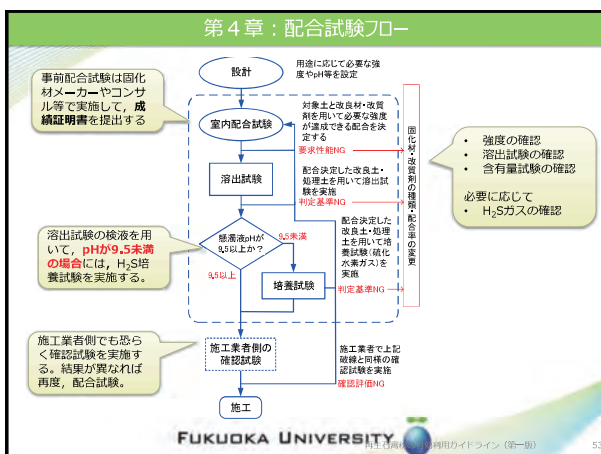 第４章：配合試験フロー
設計
用途に応じて必要な強
度やpH等を設定
事前配合試験は固化
材メーカーやコンサ
ル等で実施して，成
績証明書を提出する
室内配合試験
対象土と改良材・改質
剤を用いて必要な強度
が達成できる配合を決
定する
要求性能NG
溶出試験
配合決定した改良土・
処理土を用いて溶出試
験を実施
判定基準NG
固化材・改質剤の種類・配合率の変更
• 強度の確認
• 溶出試験の確認
• 含有量試験の確認
必要に応じて
• H₂Sガスの確認
溶出試験の検液を用
いて，pHが9.5未満
の場合には，H₂S培
養試験を実施する。
懸濁液pHが
9.5以上か？
9.5未満
9.5以上
配合決定した
改良土・処理
土を用いて培
養試験(硫化
水素ガス)を
実施
培養試験
判定基準NG
施工業者側でも恐ら
く確認試験を実施す
る。結果が異なれば
再度，配合試験。
施工業者側の
確認試験
施工業者で上記
破線と同様の確
認試験を実施
確認評価NG
施工
FUKUOKA UNIVERSITY
再生石膏
利用ガイドライン（第一版）
53